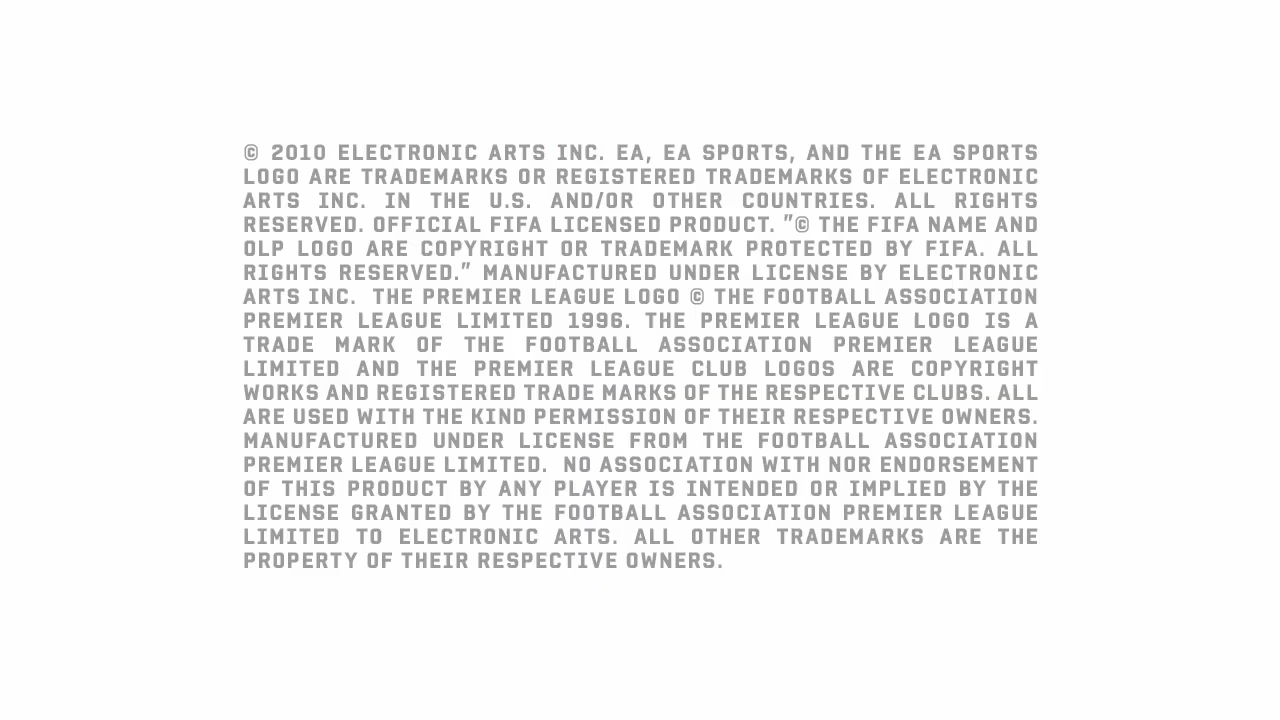 © 2010 ELECTRONIC ARTS INC. EA, EA SPORTS, AND THE EA SPORTS
LOGO ARE TRADEMARKS OR REGISTERED TRADEMARKS OF ELECTRONIC
ARTS INC. IN THE U.S. AND/OR OTHER COUNTRIES. ALL RIGHTS
RESERVED. OFFICIAL FIFA LICENSED PRODUCT. "© THE FIFA NAME AND
OLP LOGO ARE COPYRIGHT OR TRADEMARK PROTECTED BY FIFA. ALL
RIGHTS RESERVED." MANUFACTURED UNDER LICENSE BY ELECTRONIC
ARTS INC. THE PREMIER LEAGUE LOGO © THE FOOTBALL ASSOCIATION
PREMIER LEAGUE LIMITED 1996. THE PREMIER LEAGUE LOGO IS A
TRADE MARK OF THE FOOTBALL ASSOCIATION PREMIER LEAGUE
LIMITED AND THE PREMIER LEAGUE CLUB LOGOS ARE COPYRIGHT
WORKS AND REGISTERED TRADE MARKS OF THE RESPECTIVE CLUBS. ALL
ARE USED WITH THE KIND PERMISSION OF THEIR RESPECTIVE OWNERS.
MANUFACTURED UNDER LICENSE FROM THE FOOTBALL ASSOCIATION
PREMIER LEAGUE LIMITED. NO ASSOCIATION WITH NOR ENDORSEMENT
OF THIS PRODUCT BY ANY PLAYER IS INTENDED OR IMPLIED BY THE
LICENSE GRANTED BY THE FOOTBALL ASSOCIATION PREMIER LEAGUE
LIMITED TO ELECTRONIC ARTS. ALL OTHER TRADEMARKS ARE THE
PROPERTY OF THEIR RESPECTIVE OWNERS.